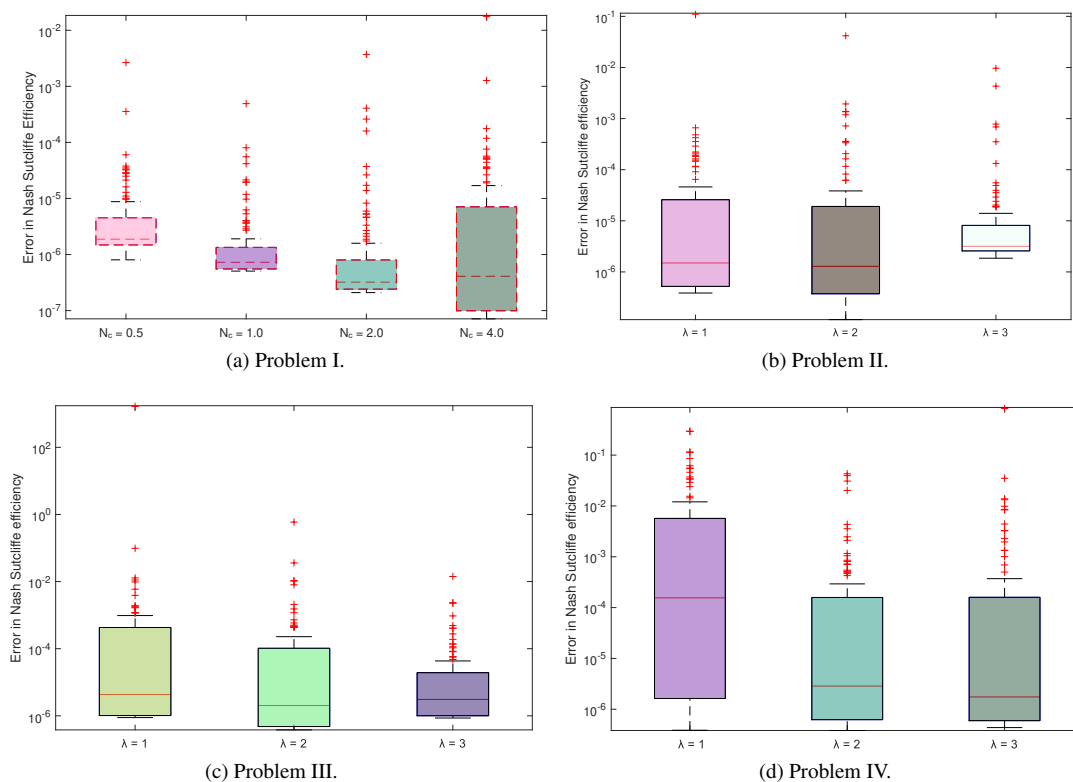 Error in Nash Sutcliffe Efficiency
10⁻²
10⁻³
10⁻⁴
10⁻⁵
10⁻⁶
10⁻⁷
N_c = 0.5
N_c = 1.0
N_c = 2.0
N_c = 4.0
(a) Problem I.
Error in Nash Sutcliffe efficiency
10⁻¹
10⁻²
10⁻³
10⁻⁴
10⁻⁵
10⁻⁶
λ = 1
λ = 2
λ = 3
(b) Problem II.
Error in Nash Sutcliffe efficiency
10²
10⁰
10⁻²
10⁻⁴
10⁻⁶
λ = 1
λ = 2
λ = 3
(c) Problem III.
Error in Nash Sutcliffe efficiency
10⁻¹
10⁻²
10⁻³
10⁻⁴
10⁻⁵
10⁻⁶
λ = 1
λ = 2
λ = 3
(d) Problem IV.